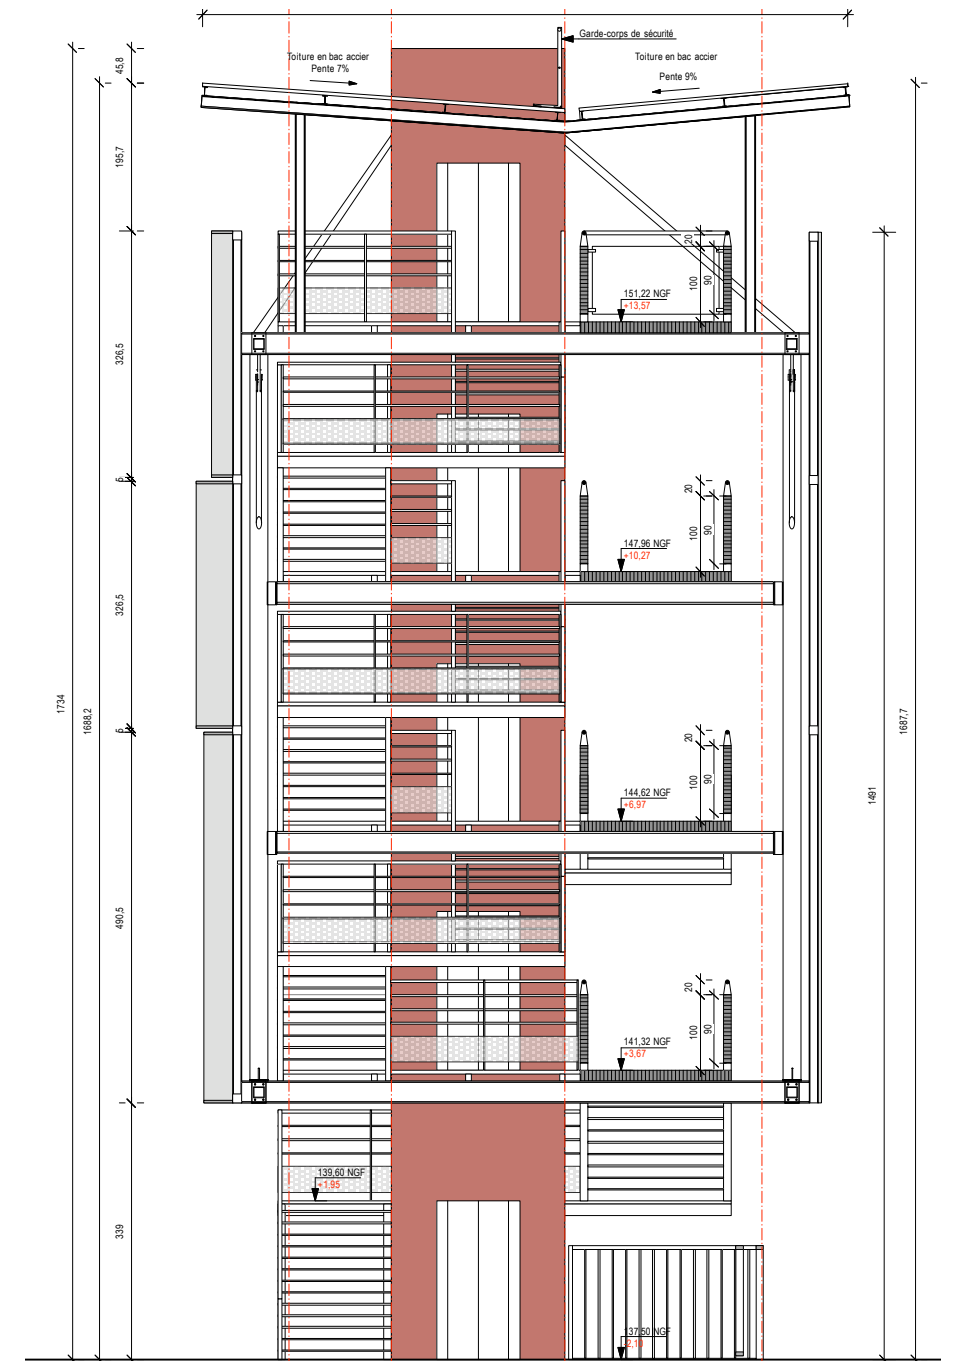 Garde-corps de sécurité
Toiture en bac accier
Pente 7%
Toiture en bac accier
Pente 9%
45,8
195,7
20
100
90
151,22 NGF
+13,57
326,5
6
20
100
90
147,96 NGF
+10,27
326,5
1734
1688,2
1687,7
6
20
100
90
144,62 NGF
+6,97
1491
490,5
20
100
90
141,32 NGF
+3,67
139,60 NGF
+1.95
339
137,50 NGF